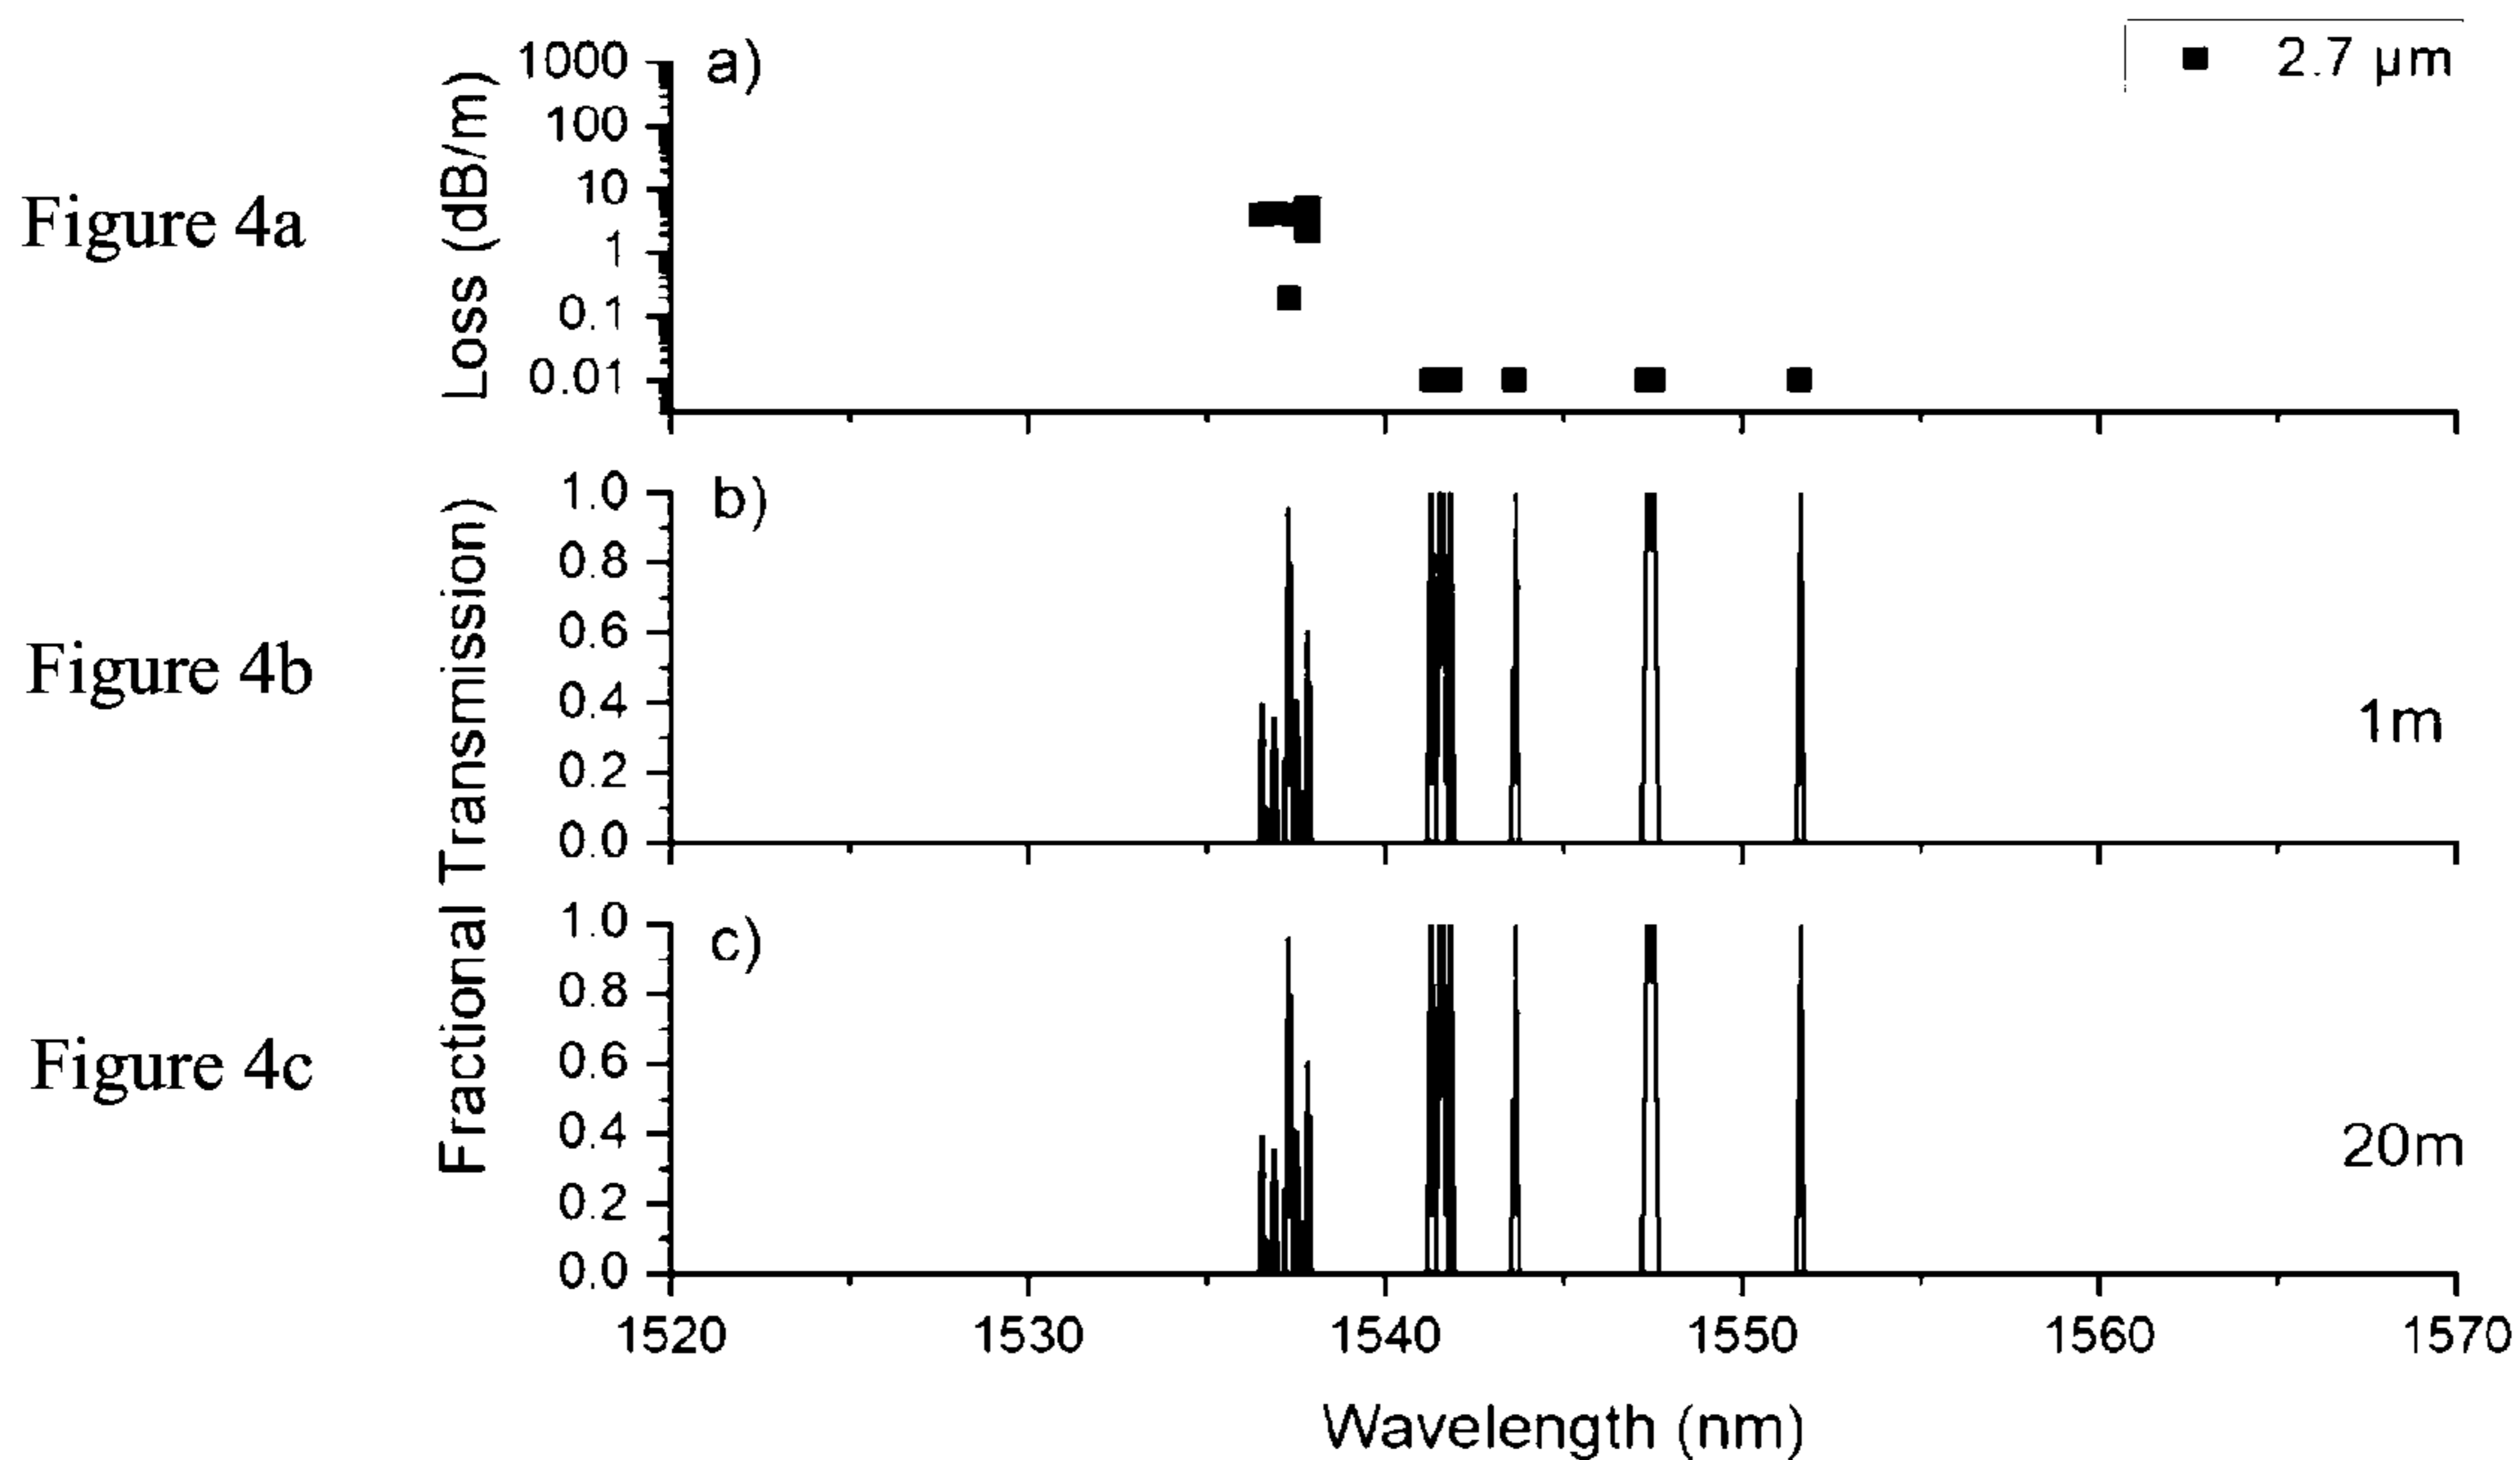 Figure 4a
Loss (dB/m)
1000
100
10
1
0.1
0.01
a)
2.7 µm
Figure 4b
Fractional Transmission)
1.0
0.8
0.6
0.4
0.2
0.0
b)
1m
Figure 4c
1.0
0.8
0.6
0.4
0.2
0.0
c)
20m
1520 1530 1540 1550 1560 1570
Wavelength (nm)